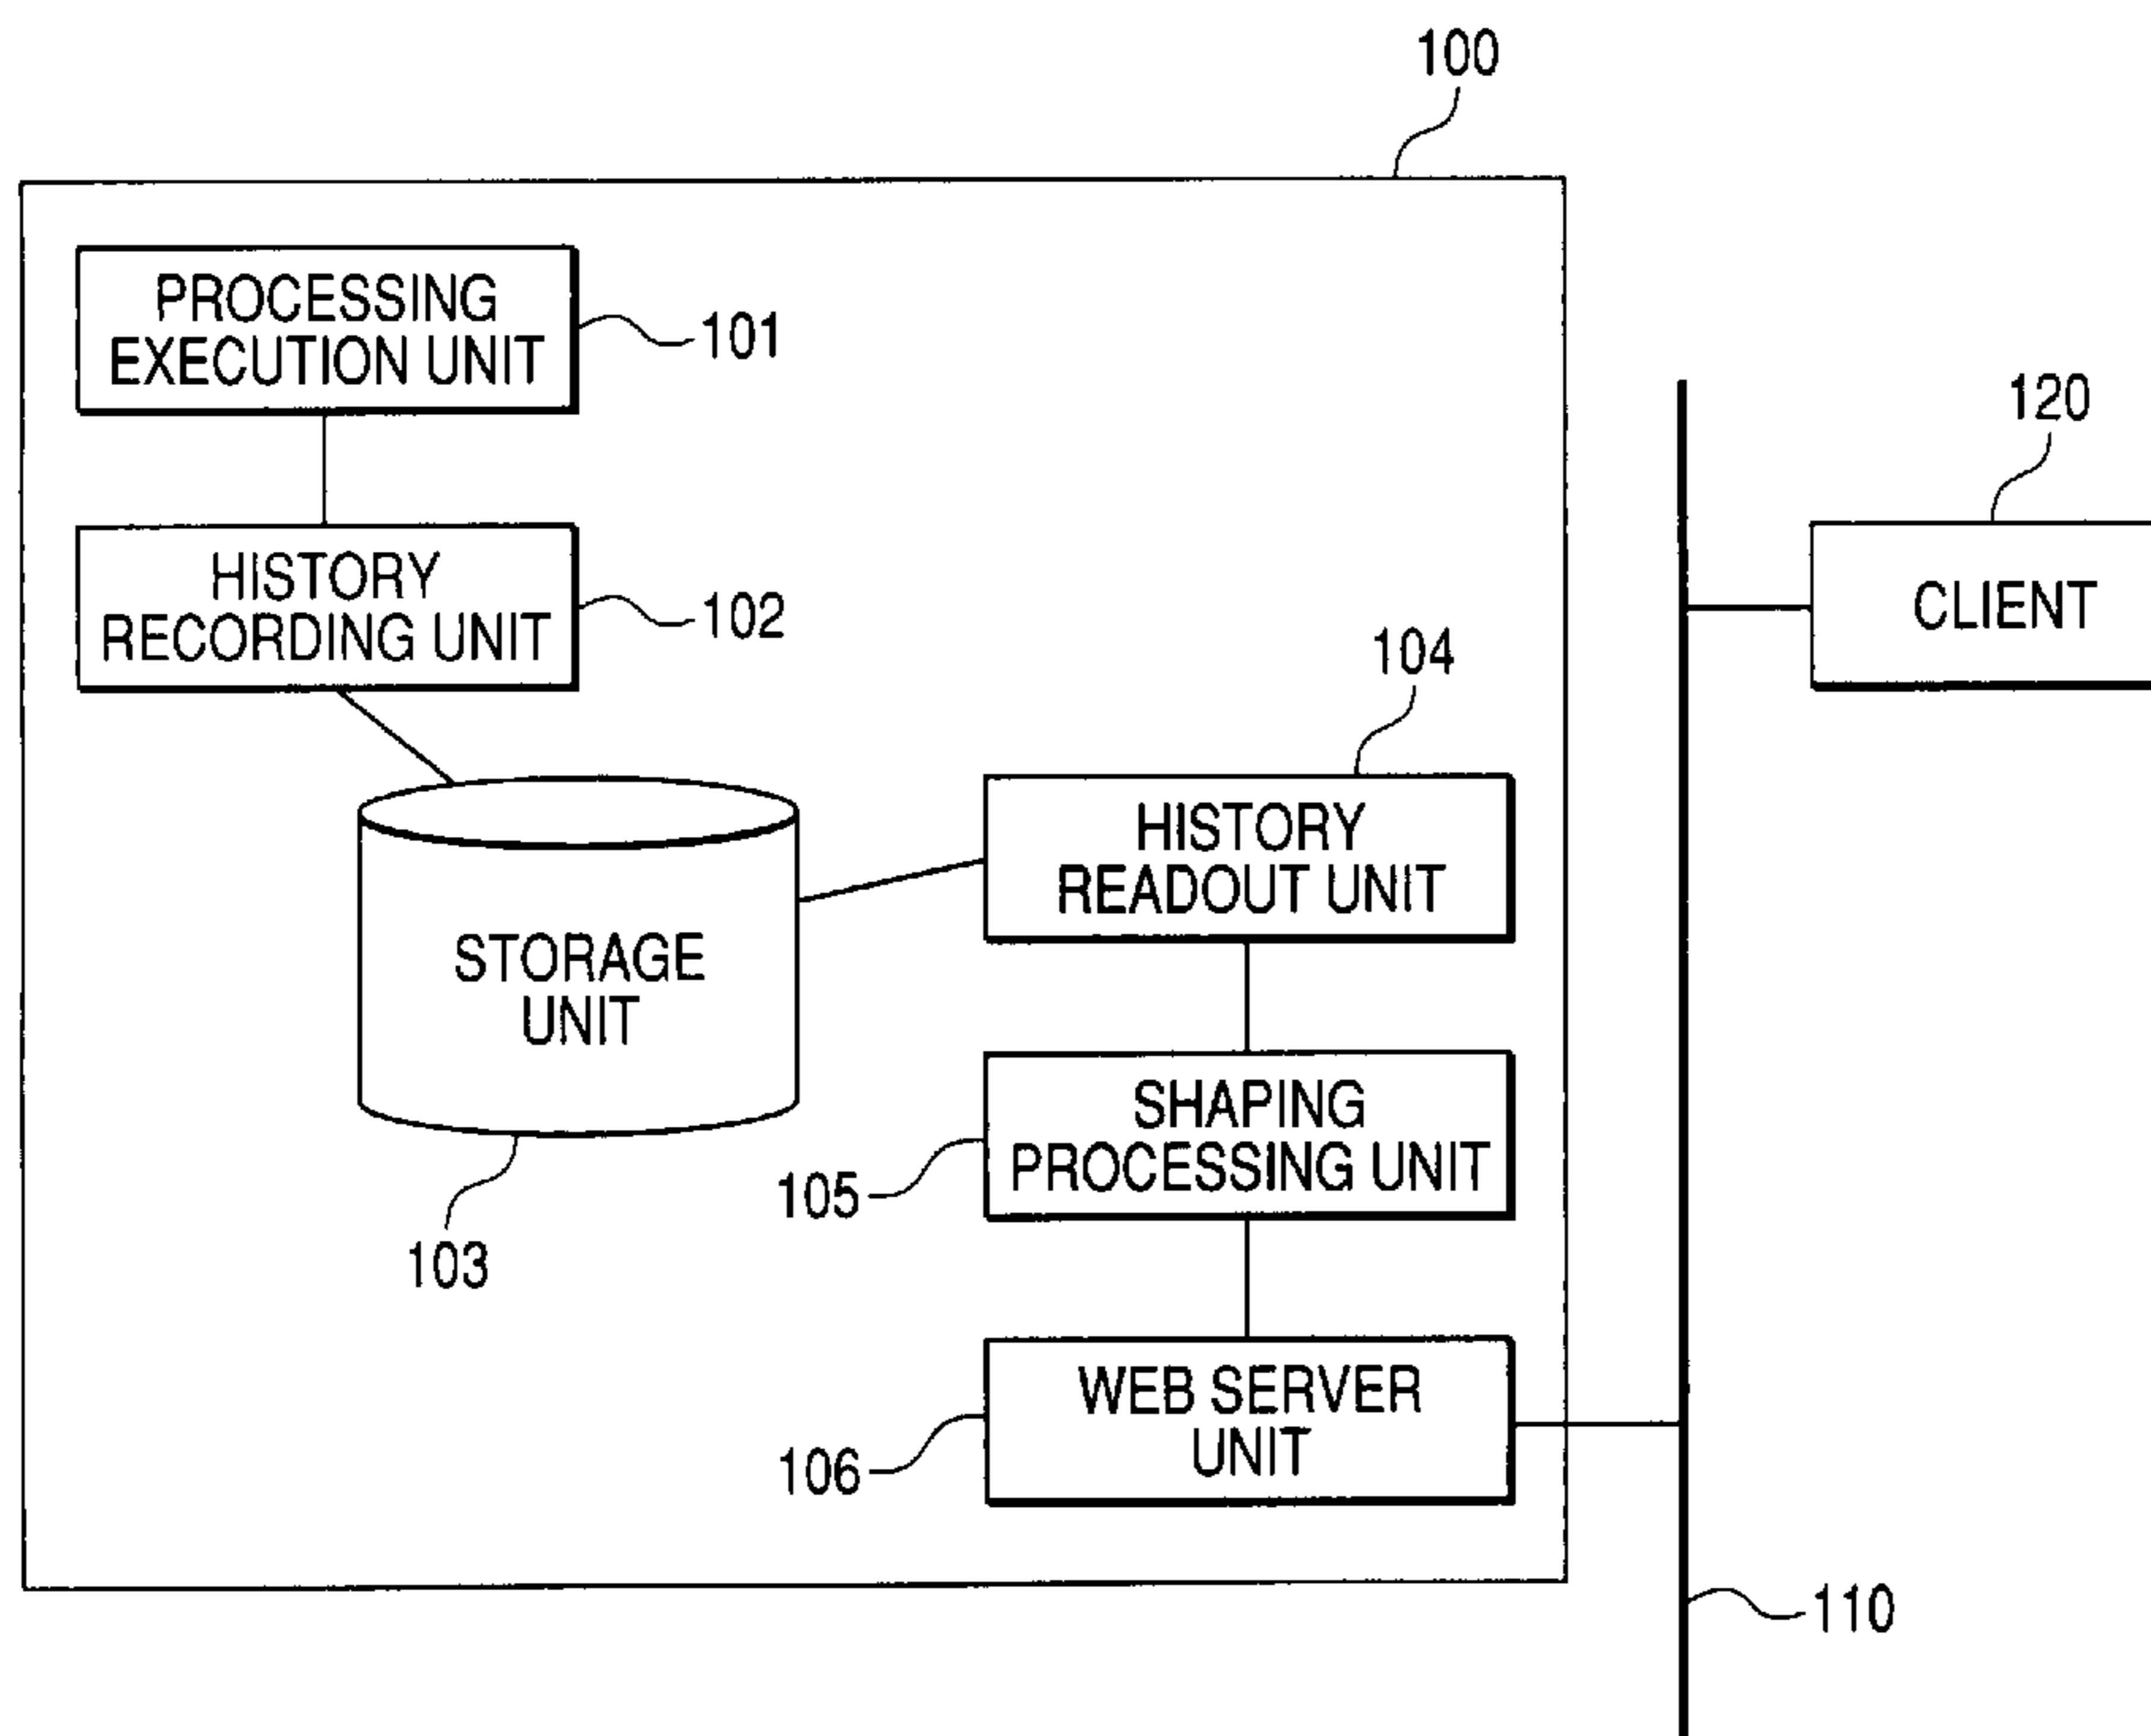 100
PROCESSING
EXECUTION UNIT
101
120
HISTORY
RECORDING UNIT
102
CLIENT
104
HISTORY
READOUT UNIT
STORAGE
UNIT
SHAPING
PROCESSING UNIT
105
103
WEB SERVER
UNIT
106
110